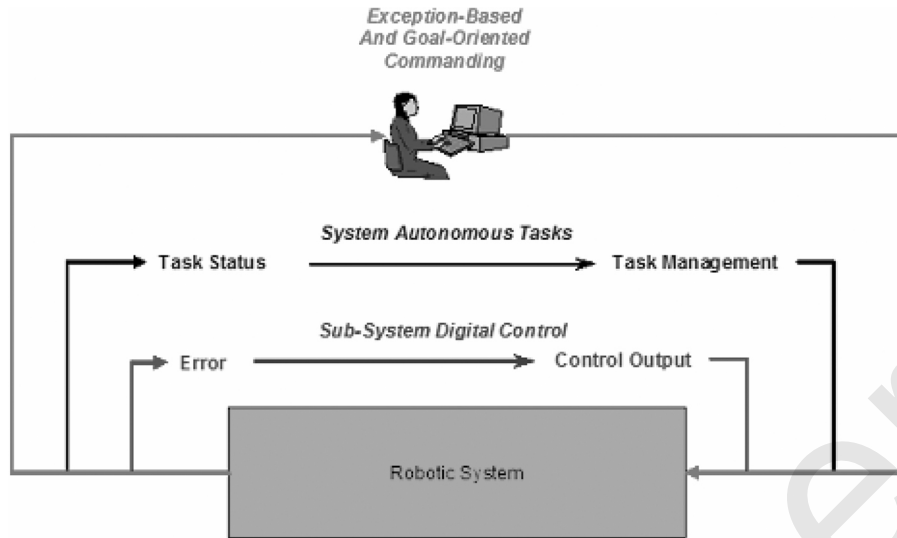 Exception-Based
And Goal-Oriented
Commanding
System Autonomous Tasks
Task Status
Task Management
Sub-System Digital Control
Error
Control Output
Robotic System